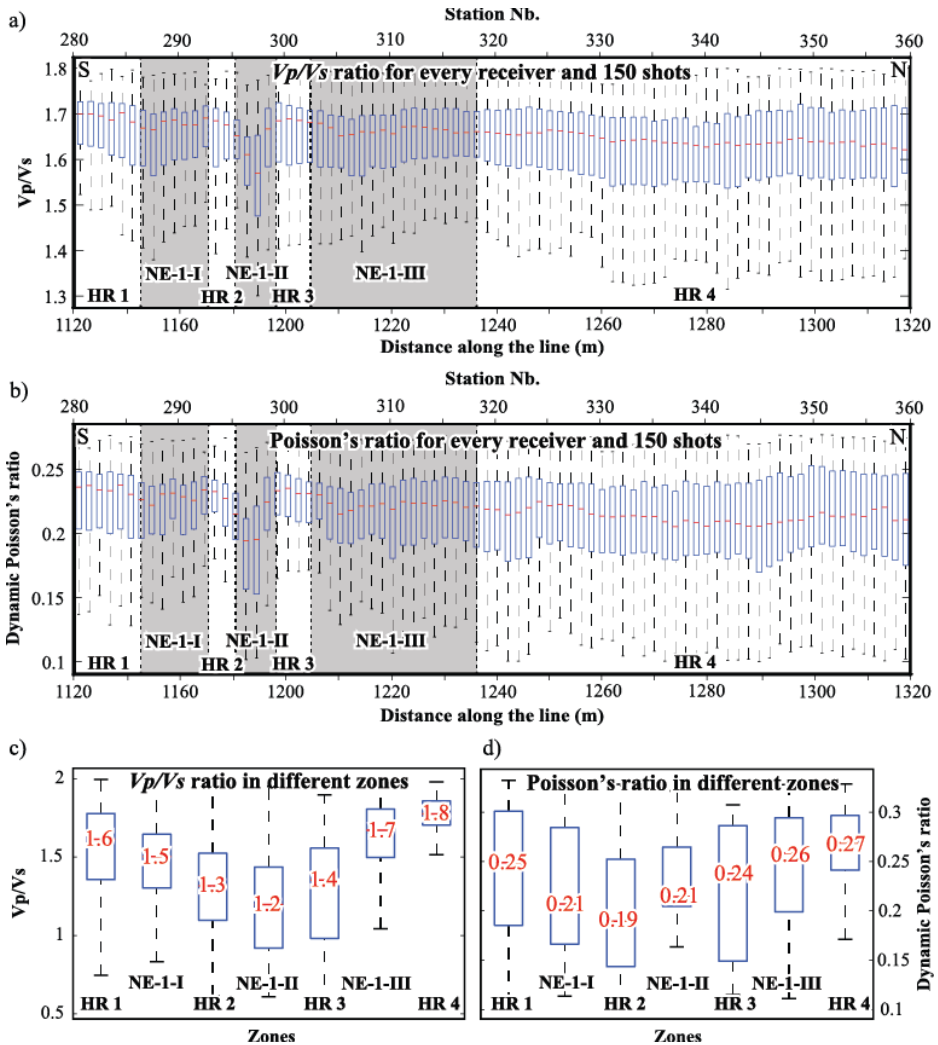 a)
Station Nb.
280 290 300 310 320 330 340 350 360
S Vp/Vs ratio for every receiver and 150 shots N
1.8
1.7
1.6
1.5
1.4
1.3
Vp/Vs
NE-1-I NE-1-II NE-1-III
HR 1 HR 2 HR 3 HR 4
1120 1160 1200 1220 1240 1260 1280 1300 1320
Distance along the line (m)
b)
Station Nb.
280 290 300 310 320 330 340 350 360
S Poisson's ratio for every receiver and 150 shots N
0.25
0.2
0.15
0.1
Dynamic Poisson's ratio
NE-1-I NE-1-II NE-1-III
HR 1 HR 2 HR 3 HR 4
1120 1160 1200 1220 1240 1260 1280 1300 1320
Distance along the line (m)
c)
Vp/Vs ratio in different zones
2
1.5
1
0.5
Vp/Vs
1.6 1.5 1.3 1.2 1.4 1.7 1.8
NE-1-I NE-1-II NE-1-III
HR 1 HR 2 HR 3 HR 4
Zones
d)
Poisson's ratio in different zones
0.3
0.25
0.2
0.15
0.1
Dynamic Poisson's ratio
0.25 0.21 0.19 0.21 0.24 0.26 0.27
NE-1-I NE-1-II NE-1-III
HR 1 HR 2 HR 3 HR 4
Zones